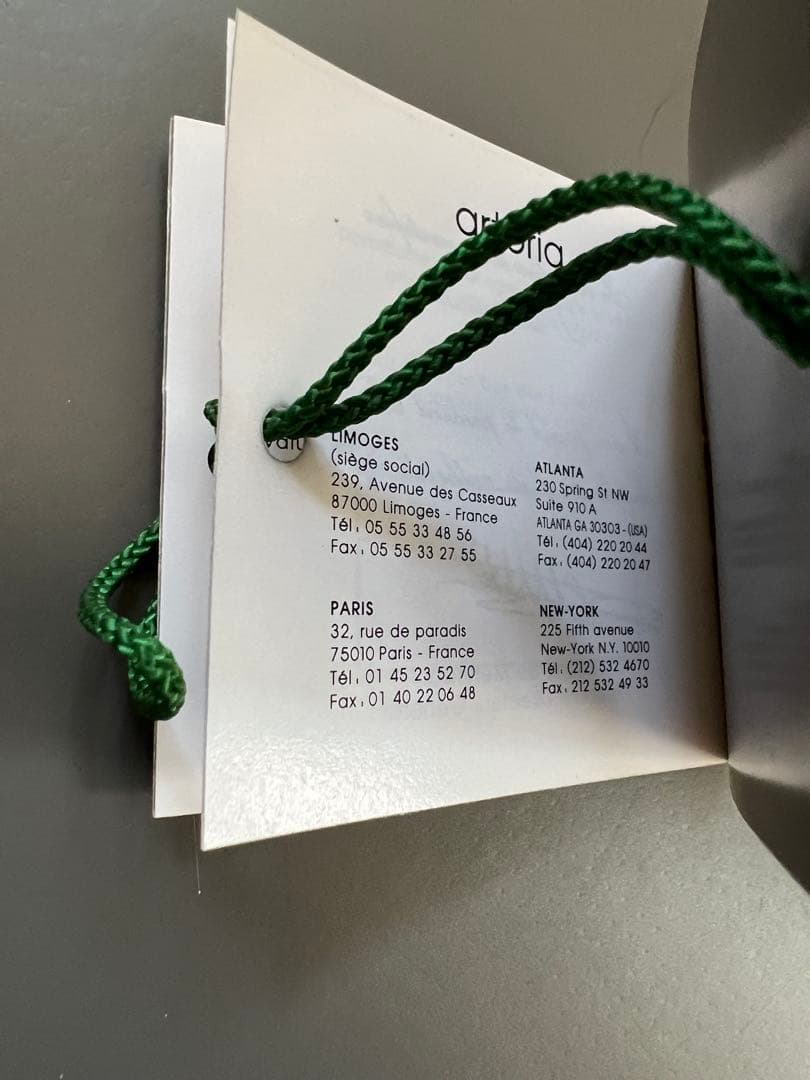 LIMOGES
(siège social)
239, Avenue des Casseaux
87000 Limoges - France
Tél. 05 55 33 48 56
Fax. 05 55 33 27 55
ATLANTA
230 Spring St NW
Suite 910 A
ATLANTA GA 30303 - (USA)
Tél. (404) 220 20 44
Fax. (404) 220 20 47
PARIS
32, rue de paradis
75010 Paris - France
Tél. 01 45 23 52 70
Fax. 01 40 22 06 48
NEW-YORK
225 Fifth avenue
New-York N.Y. 10010
Tél. (212) 532 4670
Fax. 212 532 49 33